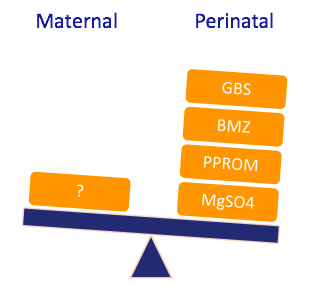 Maternal
Perinatal
GBS
BMZ
PPROM
?
MgSO4